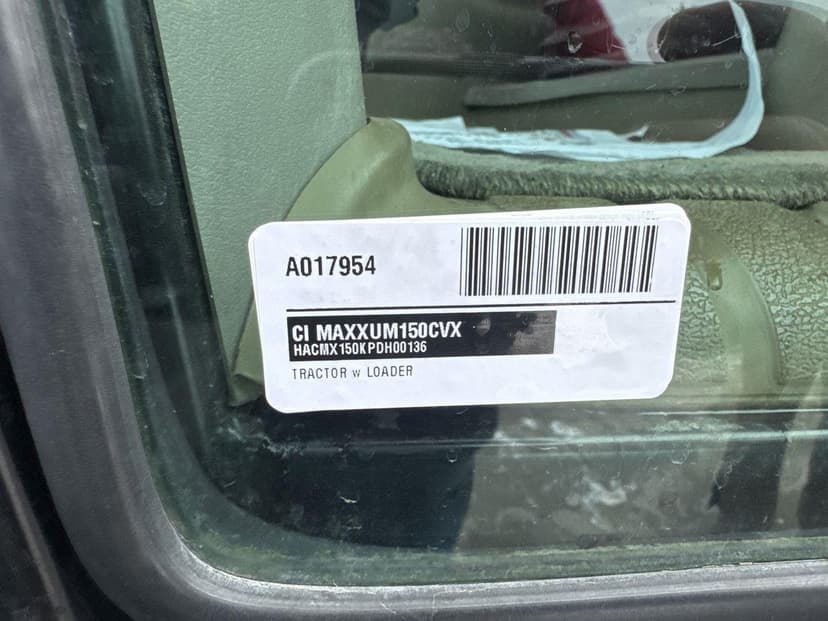 A017954
CI MAXXUM150CVX
HACMX150KPDH00136
TRACTOR w LOADER